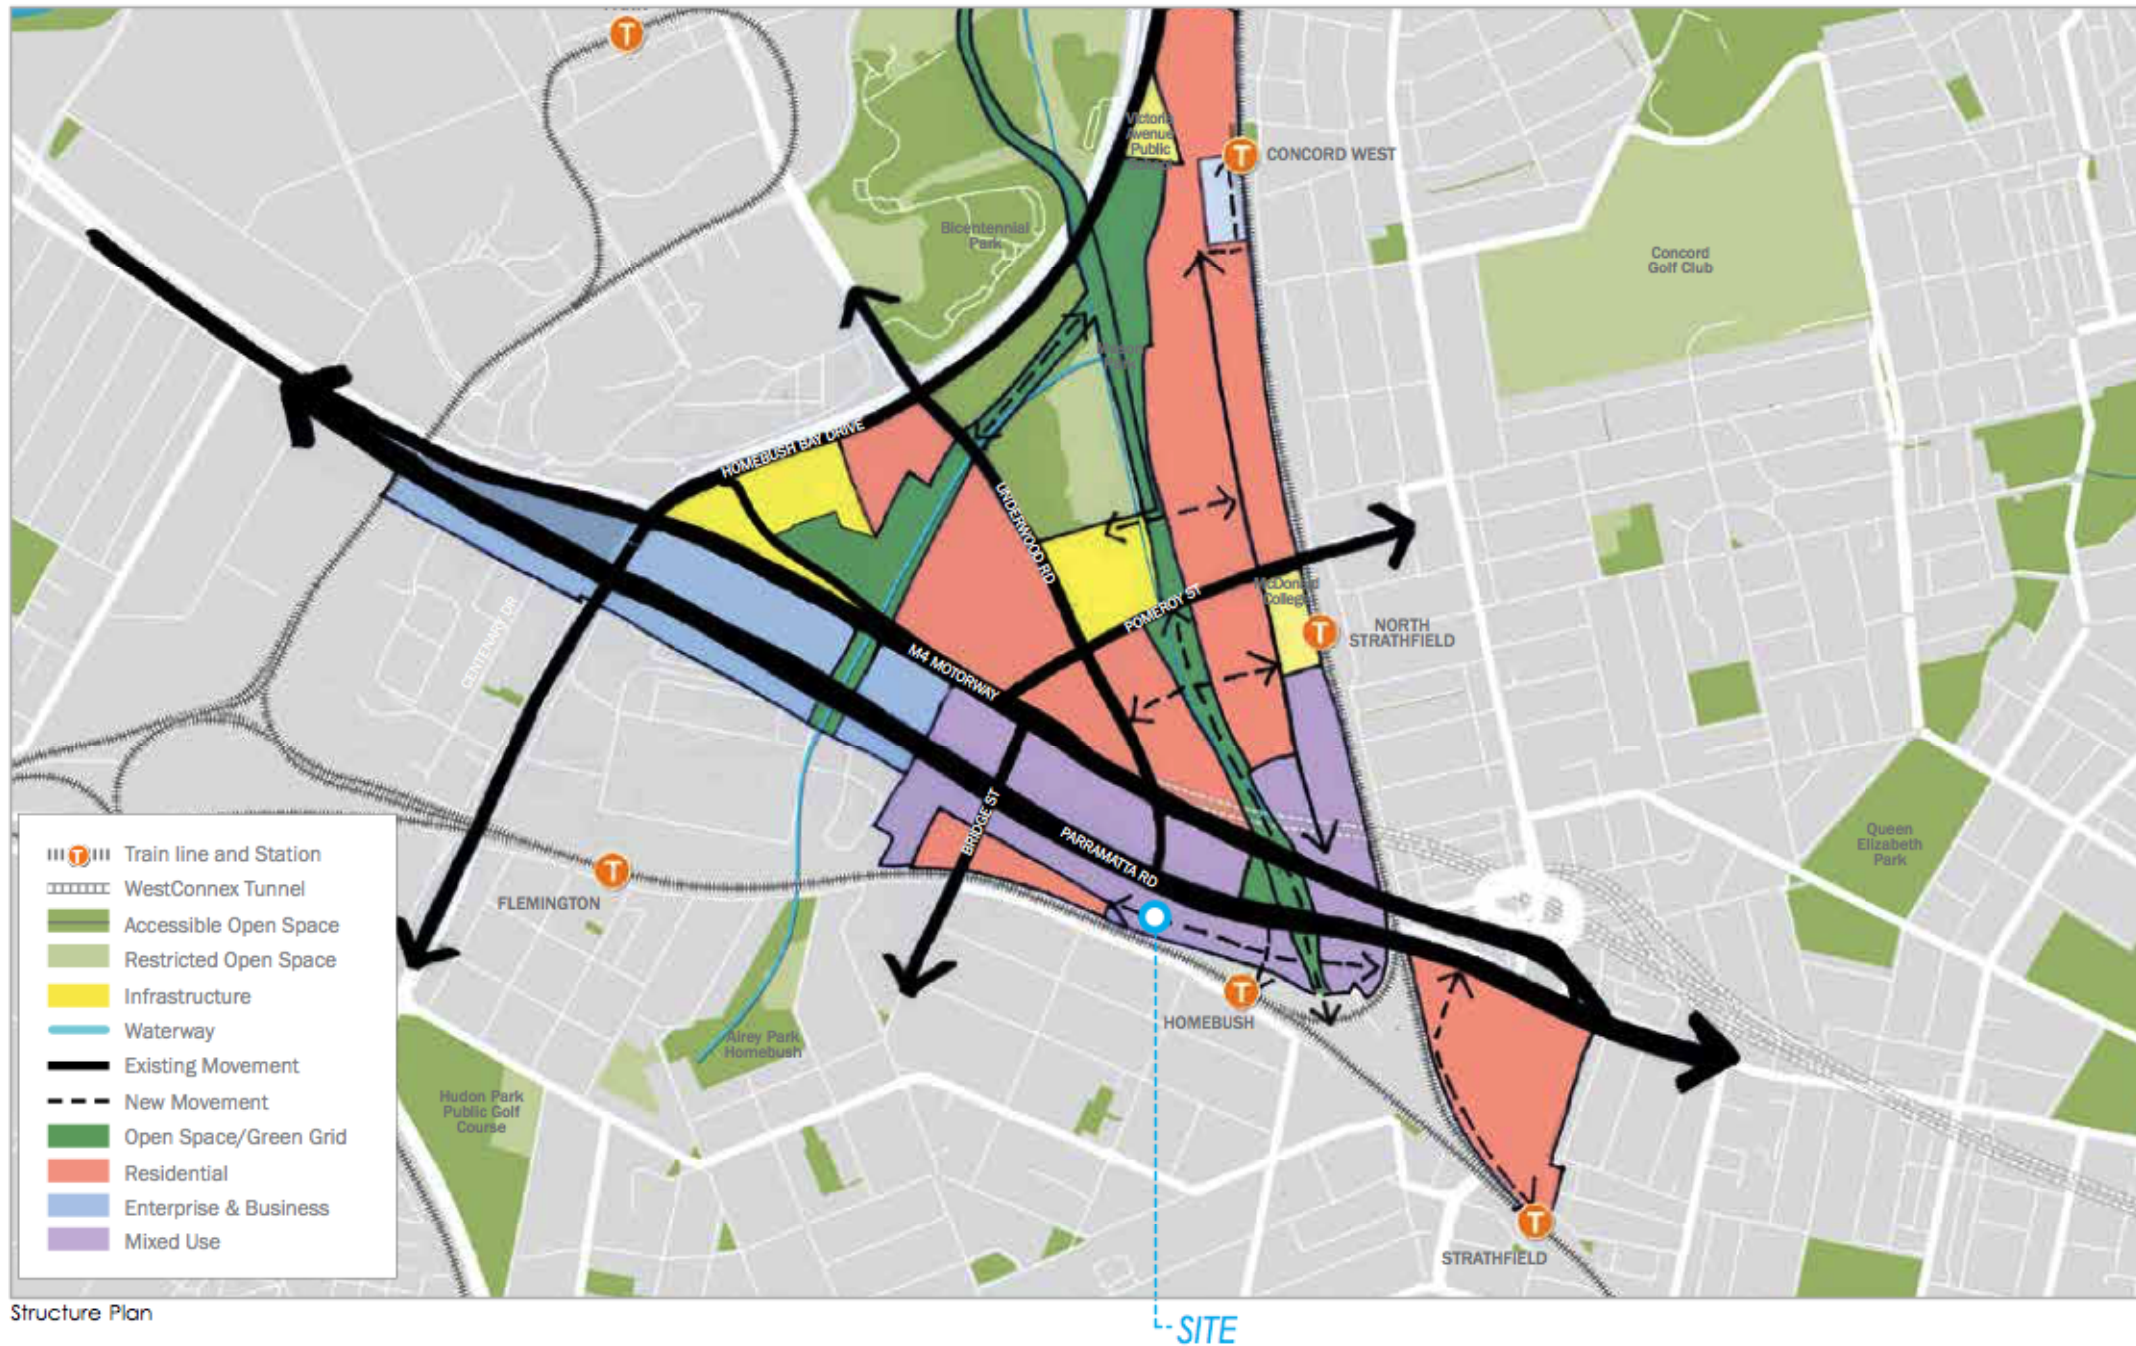 T
T
CONCORD WEST
Victoria
Avenue
Public
Bicentennial
Park
Concord
Golf Club
HOMEBUSH BAY DRIVE
UNDERWOOD RD
POMEROY ST
McDonald
College
T
NORTH
STRATHFIELD
CENTENARY DR
M4 MOTORWAY
BRIDGE ST
PARRAMATTA RD
Queen
Elizabeth
Park
T
FLEMINGTON
T
HOMEBUSH
Airey Park
Homebush
Hudon Park
Public Golf
Course
T
STRATHFIELD
T Train line and Station
WestConnex Tunnel
Accessible Open Space
Restricted Open Space
Infrastructure
Waterway
Existing Movement
New Movement
Open Space/Green Grid
Residential
Enterprise & Business
Mixed Use
Structure Plan
SITE